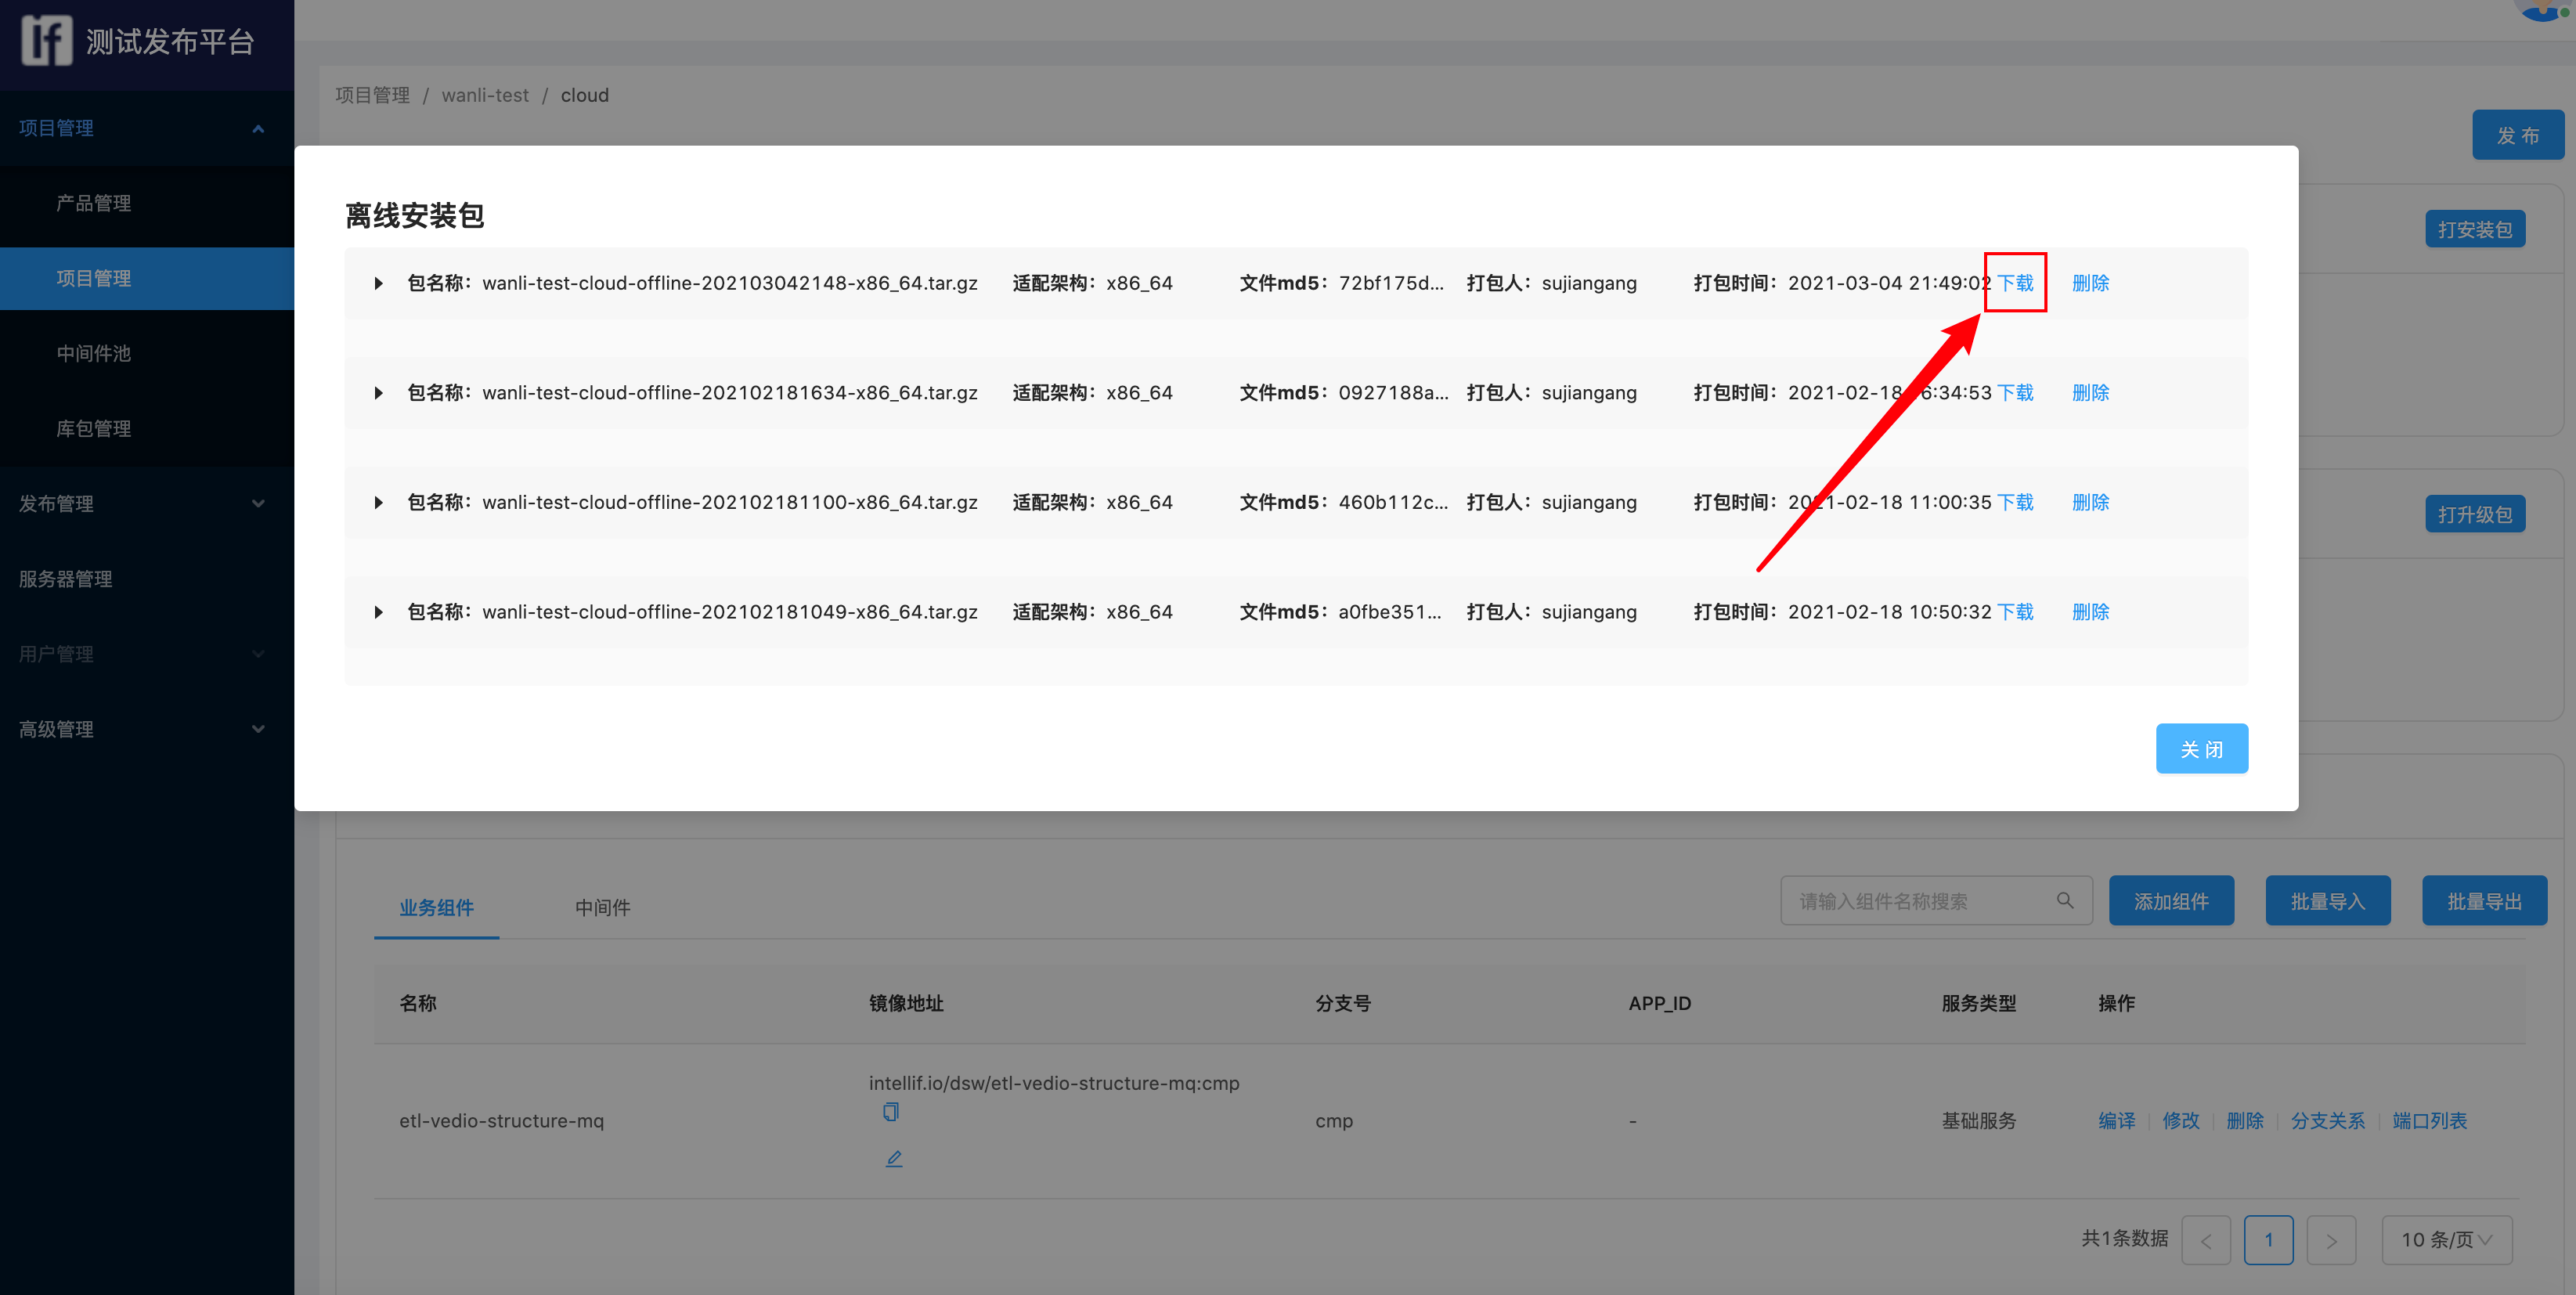 测试发布平台
项目管理
产品管理
项目管理
中间件池
库包管理
发布管理
服务器管理
用户管理
高级管理
项目管理 / wanli-test / cloud
发 布
打安装包
打升级包
离线安装包
包名称： wanli-test-cloud-offline-202103042148-x86_64.tar.gz 适配架构： x86_64 文件md5： 72bf175d... 打包人： sujiangang 打包时间： 2021-03-04 21:49:02 下载 删除
包名称： wanli-test-cloud-offline-202102181634-x86_64.tar.gz 适配架构： x86_64 文件md5： 0927188a... 打包人： sujiangang 打包时间： 2021-02-18 6:34:53 下载 删除
包名称： wanli-test-cloud-offline-202102181100-x86_64.tar.gz 适配架构： x86_64 文件md5： 460b112c... 打包人： sujiangang 打包时间： 2021-02-18 11:00:35 下载 删除
包名称： wanli-test-cloud-offline-202102181049-x86_64.tar.gz 适配架构： x86_64 文件md5： a0fbe351... 打包人： sujiangang 打包时间： 2021-02-18 10:50:32 下载 删除
关 闭
业务组件 中间件 请输入组件名称搜索 添加组件 批量导入 批量导出
名称 镜像地址 分支号 APP_ID 服务类型 操作
intellif.io/dsw/etl-vedio-structure-mq:cmp
etl-vedio-structure-mq cmp - 基础服务 编译 修改 删除 分支关系 端口列表
共1条数据 < 1 > 10 条/页